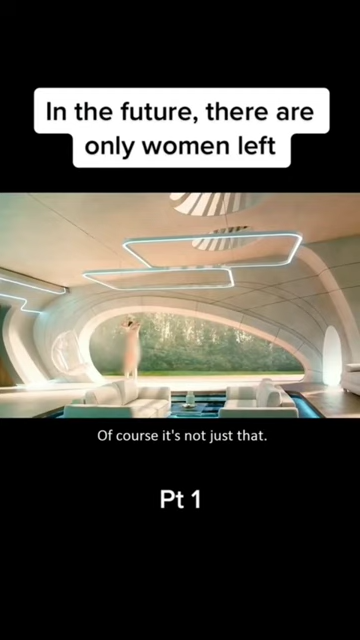 In the future, there are
only women left
Of course it's not just that.
Pt 1